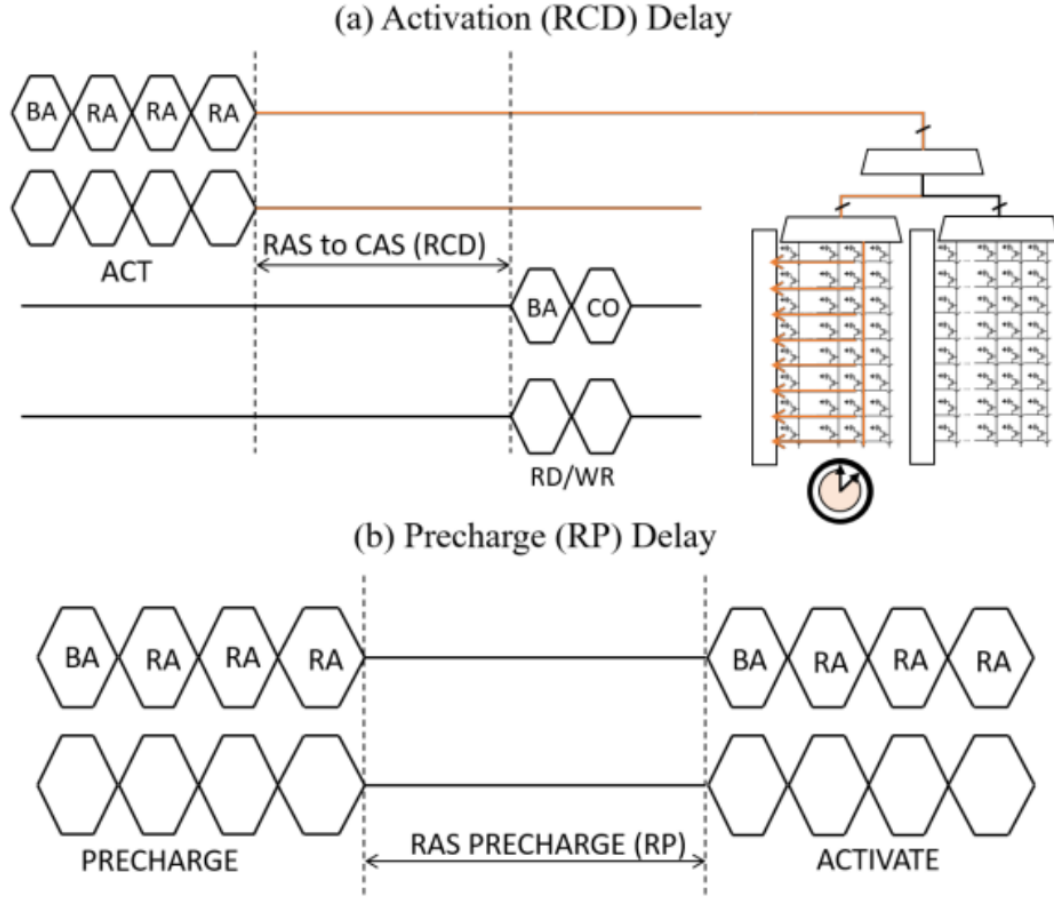 (a) Activation (RCD) Delay
BA RA RA RA
RAS to CAS (RCD)
ACT
BA CO
RD/WR
(b) Precharge (RP) Delay
BA RA RA RA BA RA RA RA
RAS PRECHARGE (RP)
PRECHARGE ACTIVATE